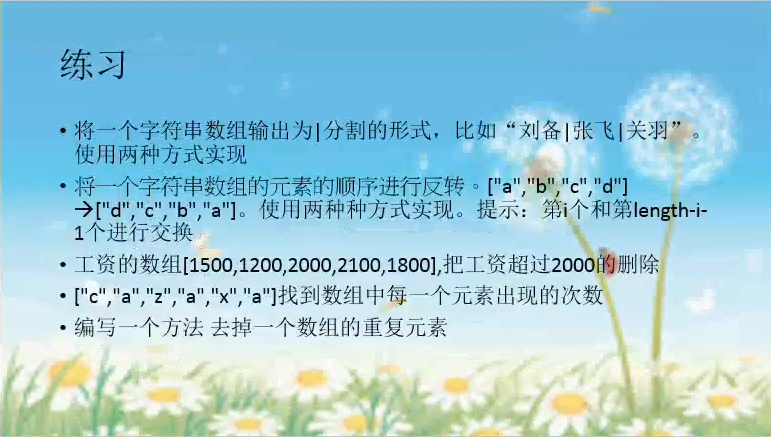 练习
• 将一个字符串数组输出为|分割的形式，比如“刘备|张飞|关羽”。
使用两种方式实现
• 将一个字符串数组的元素的顺序进行反转。["a","b","c","d"]
→["d","c","b","a"]。使用两种种方式实现。提示：第i个和第length-i-
1个进行交换
• 工资的数组[1500,1200,2000,2100,1800],把工资超过2000的删除
• ["c","a","z","a","x","a"]找到数组中每一个元素出现的次数
• 编写一个方法 去掉一个数组的重复元素